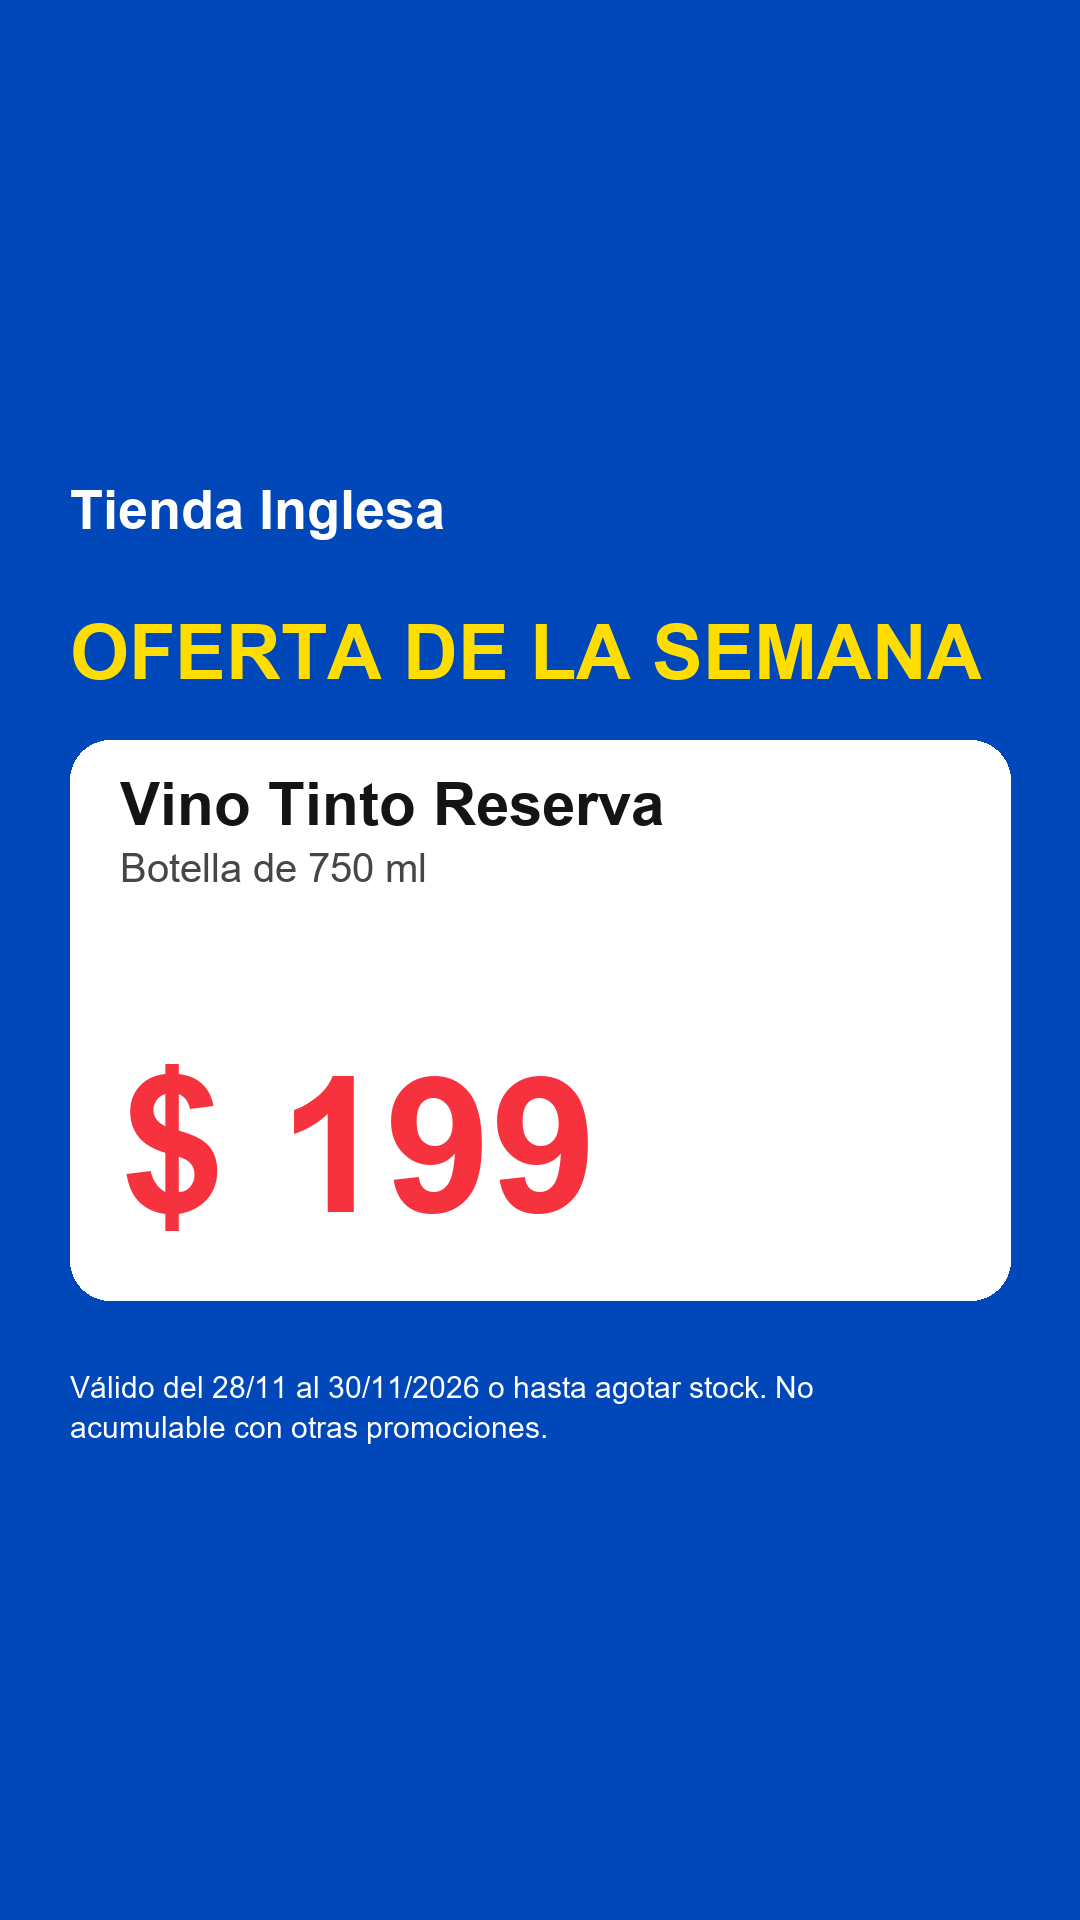 Tienda Inglesa
OFERTA DE LA SEMANA
Vino Tinto Reserva
Botella de 750 ml
$ 199
Válido del 28/11 al 30/11/2026 o hasta agotar stock. No
acumulable con otras promociones.